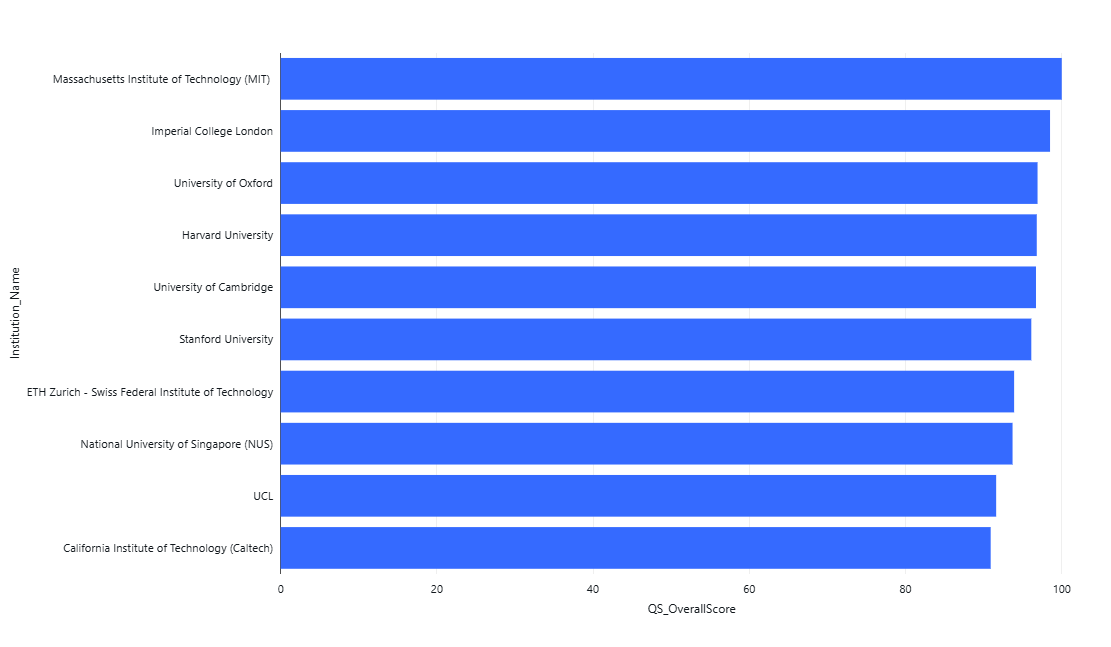 Massachusetts Institute of Technology (MIT)
Imperial College London
University of Oxford
Harvard University
University of Cambridge
Stanford University
ETH Zurich - Swiss Federal Institute of Technology
National University of Singapore (NUS)
UCL
California Institute of Technology (Caltech)
Institution_Name
0 20 40 60 80 100
QS_OverallScore